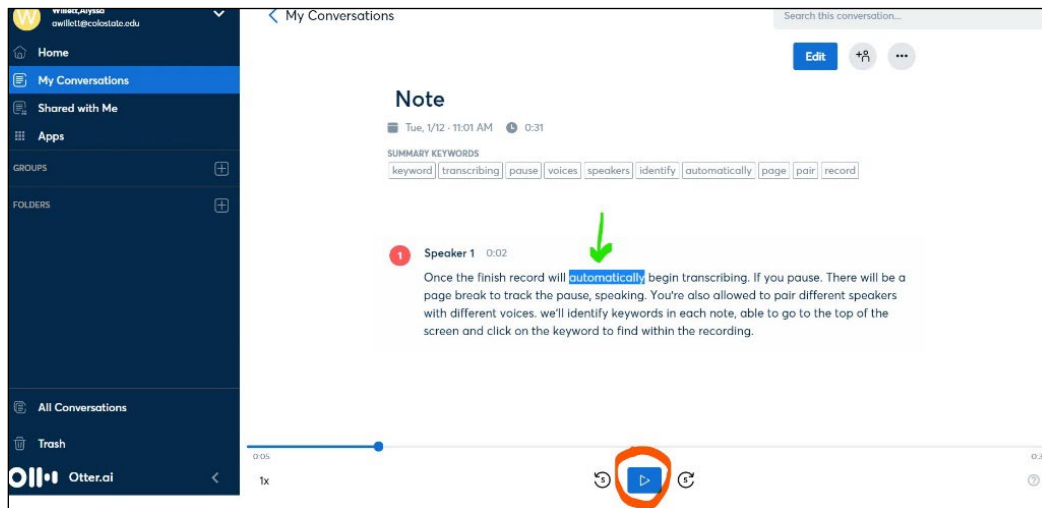 Willett,Alyssa
awillett@colostate.edu
Home
My Conversations
Shared with Me
Apps
GROUPS
FOLDERS
All Conversations
Trash
Otter.ai
My Conversations
Search this conversation...
Edit
Note
Tue, 1/12 · 11:01 AM 0:31
SUMMARY KEYWORDS
keyword transcribing pause voices speakers identify automatically page pair record
1 Speaker 1 0:02
Once the finish record will automatically begin transcribing. If you pause. There will be a
page break to track the pause, speaking. You're also allowed to pair different speakers
with different voices. we'll identify keywords in each note, able to go to the top of the
screen and click on the keyword to find within the recording.
0:05
1x 5 5